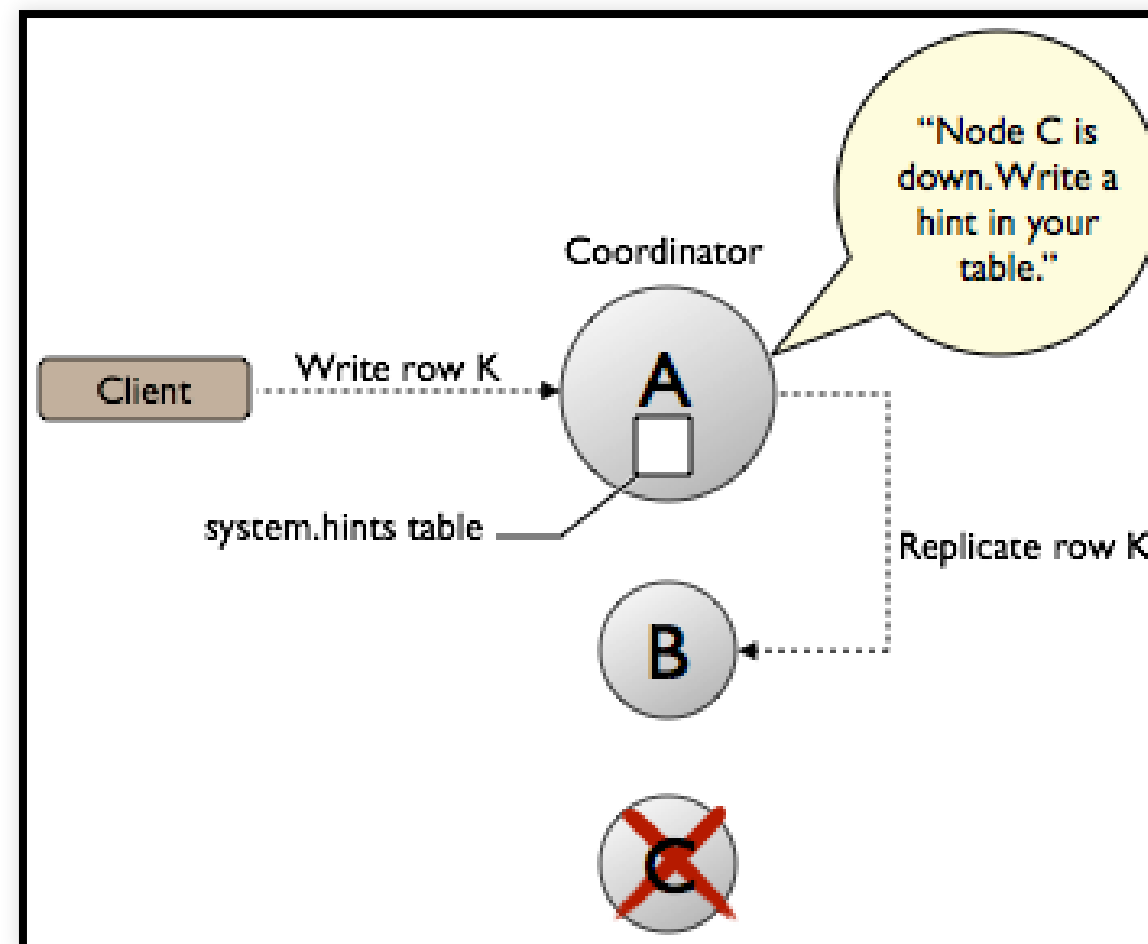 “Node C is
down. Write a
hint in your
table.”
Coordinator
Write row K
Client
A
system.hints table
Replicate row K
B
C